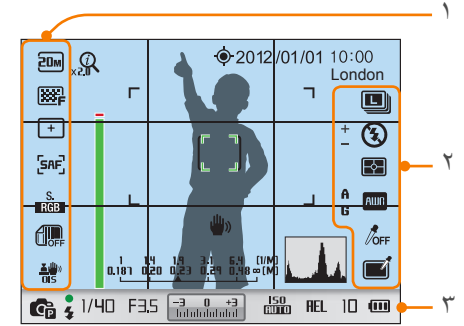 ١
20M
x2.0
2012/01/01 10:00
London
L
F
+
-
SAF
٢
S.
RGB
A
G
AWB
OFF
OFF
OIS
1 1.4 1.9 3.1 6.4 [1/M]
0.181 0.20 0.23 0.29 0.48 ∞ [M]
P 1/40 F3.5 -3 0 +3 ISO AUTO AEL 10
٣